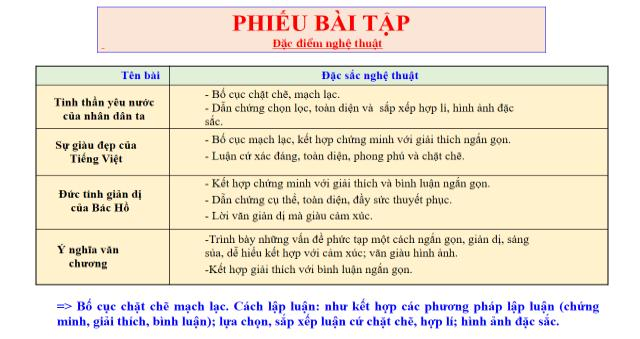 PHIẾU BÀI TẬP
Đặc điểm nghệ thuật
Tên bài
Đặc sắc nghệ thuật
Tinh thần yêu nước
của nhân dân ta
- Bố cục chặt chẽ, mạch lạc.
- Dẫn chứng chọn lọc, toàn diện và sắp xếp hợp lí, hình ảnh đặc
sắc.
Sự giàu đẹp của
Tiếng Việt
- Bố cục mạch lạc, kết hợp chứng minh với giải thích ngắn gọn.
- Luận cứ xác đáng, toàn diện, phong phú và chặt chẽ.
Đức tính giản dị
của Bác Hồ
- Kết hợp chứng minh với giải thích và bình luận ngắn gọn.
- Dẫn chứng cụ thể, toàn diện, đầy sức thuyết phục.
- Lời văn giản dị mà giàu cảm xúc.
Ý nghĩa văn
chương
-Trình bày những vấn đề phức tạp một cách ngắn gọn, giản dị, sáng
sủa, dễ hiểu kết hợp với cảm xúc; văn giàu hình ảnh.
-Kết hợp giải thích với bình luận ngắn gọn.
=> Bố cục chặt chẽ mạch lạc. Cách lập luận: như kết hợp các phương pháp lập luận (chứng
minh, giải thích, bình luận); lựa chọn, sắp xếp luận cứ chặt chẽ, hợp lí; hình ảnh đặc sắc.